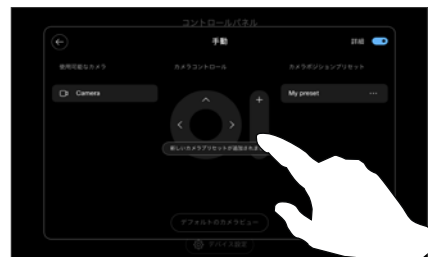 コントロールパネル
手動
詳細
使用可能なカメラ
カメラコントロール
カメラポジションプリセット
Camera
My preset
新しいカメラプリセットが追加されま
デフォルトのカメラビュー
デバイス設定